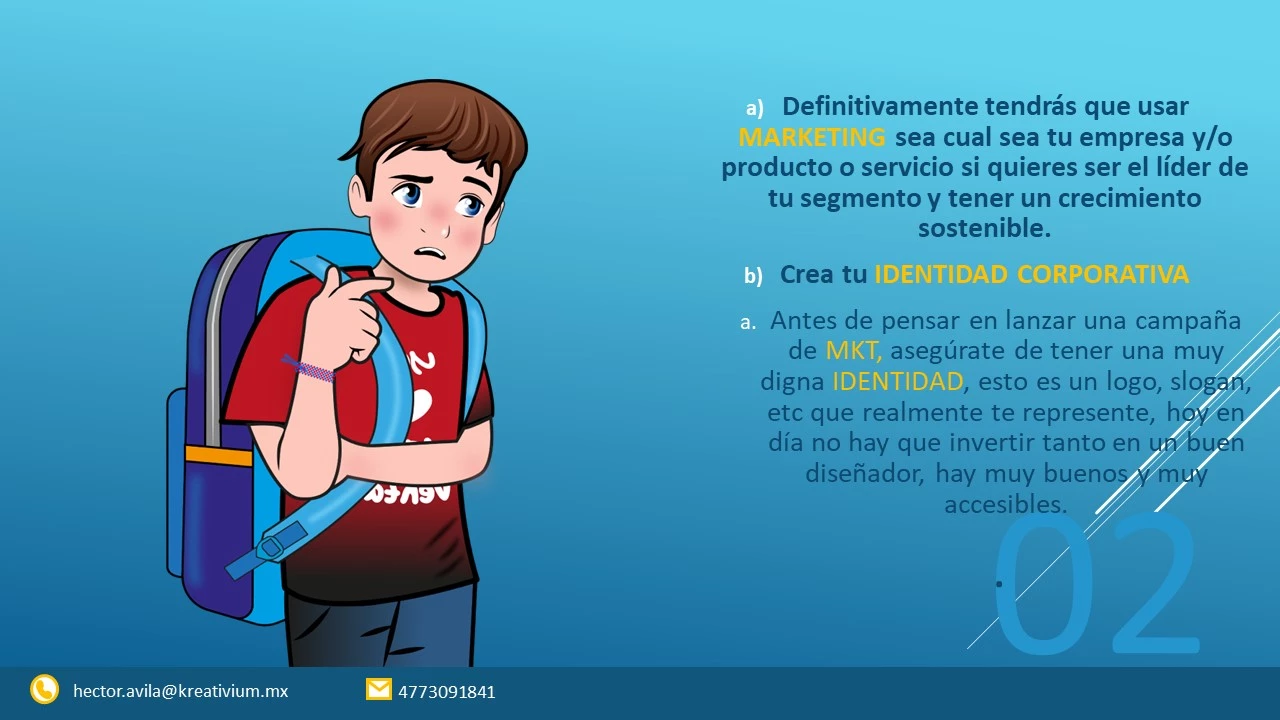 a) Definitivamente tendrás que usar
MARKETING sea cual sea tu empresa y/o
producto o servicio si quieres ser el líder de
tu segmento y tener un crecimiento
sostenible.
b) Crea tu IDENTIDAD CORPORATIVA
a. Antes de pensar en lanzar una campaña
de MKT, asegúrate de tener una muy
digna IDENTIDAD, esto es un logo, slogan,
etc que realmente te represente, hoy en
día no hay que invertir tanto en un buen
diseñador, hay muy buenos y muy
accesibles.
02
hector.avila@kreativium.mx
4773091841